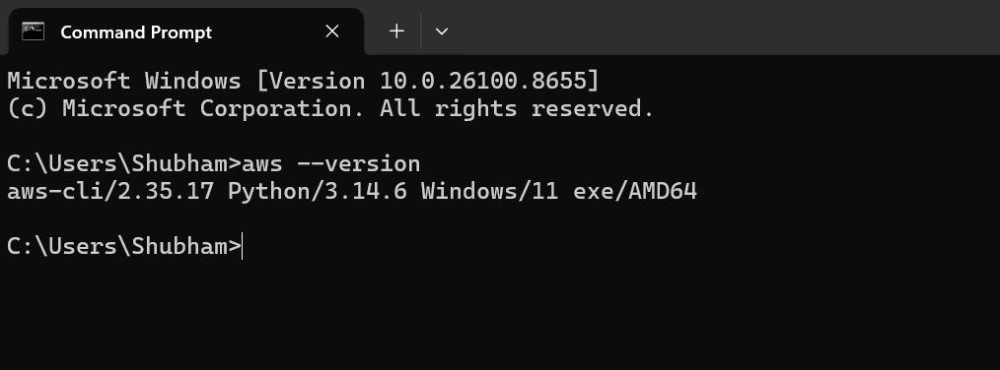 Command Prompt
Microsoft Windows [Version 10.0.26100.8655]
(c) Microsoft Corporation. All rights reserved.
C:\Users\Shubham>aws --version
aws-cli/2.35.17 Python/3.14.6 Windows/11 exe/AMD64
C:\Users\Shubham>